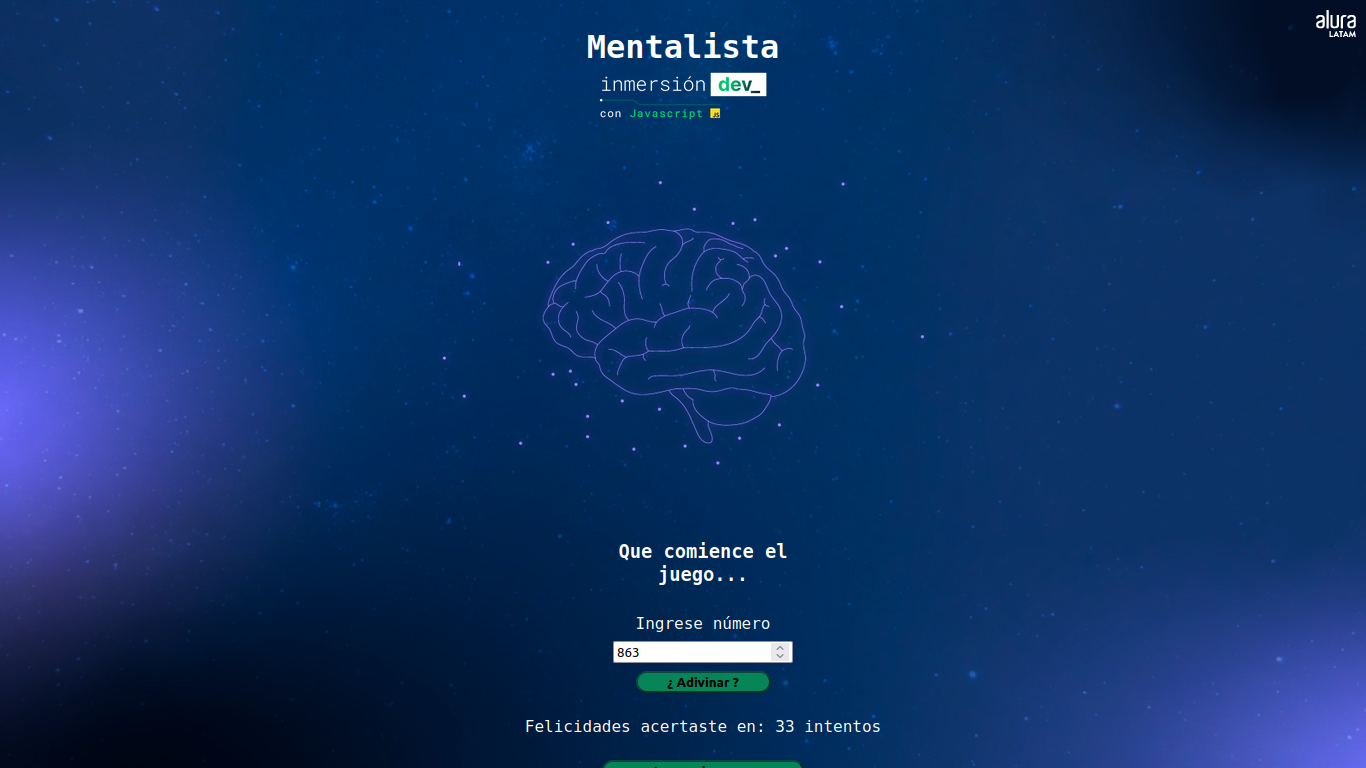 alura
LATAM
Mentalista
inmersión dev_
con Javascript JS
Que comience el
juego...
Ingrese número
863
¿ Adivinar ?
Felicidades acertaste en: 33 intentos